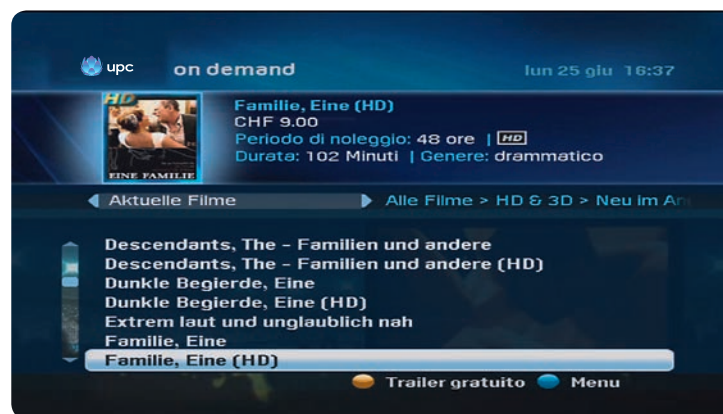 upc on demand lun 25 giu 16:37
HD
EINE FAMILIE
Familie, Eine (HD)
CHF 9.00
Periodo di noleggio: 48 ore | HD
Durata: 102 Minuti | Genere: drammatico
Aktuelle Filme Alle Filme > HD & 3D > Neu im
Descendants, The - Familien und andere
Descendants, The - Familien und andere (HD)
Dunkle Begierde, Eine
Dunkle Begierde, Eine (HD)
Extrem laut und unglaublich nah
Familie, Eine
Familie, Eine (HD)
Trailer gratuito Menu